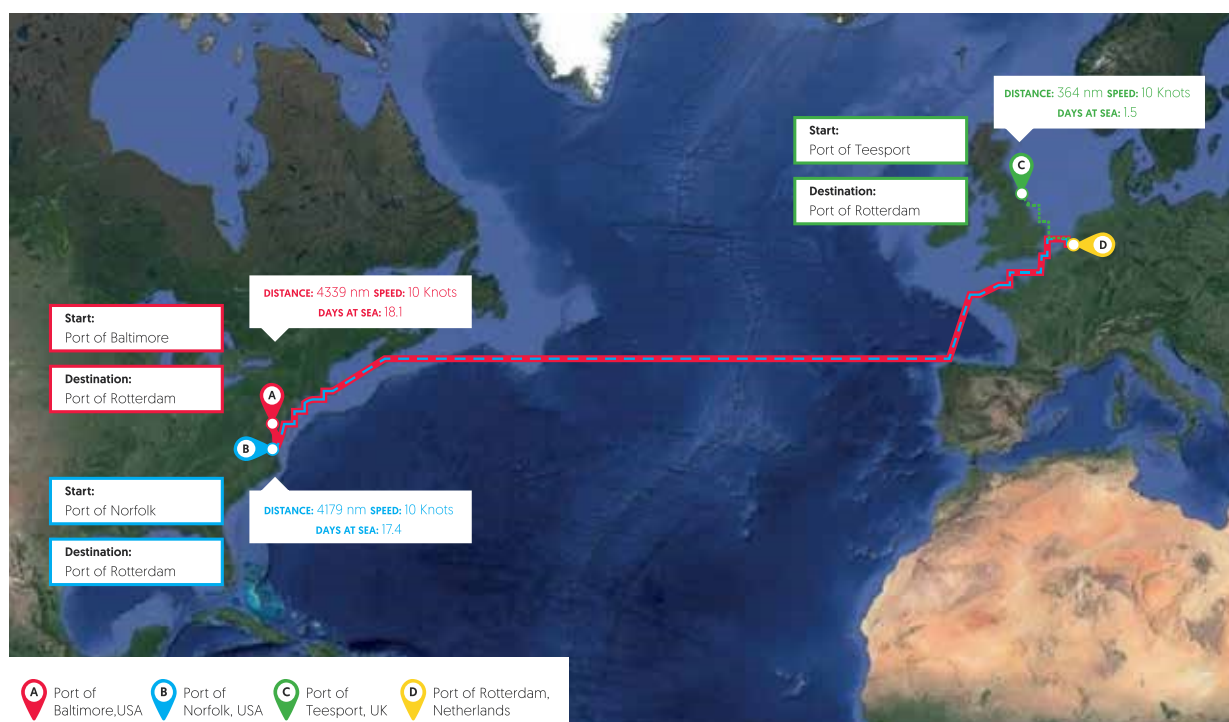 DISTANCE: 364 nm SPEED: 10 Knots
DAYS AT SEA: 1.5
Start:
Port of Teesport
C
Destination:
Port of Rotterdam
D
DISTANCE: 4339 nm SPEED: 10 Knots
DAYS AT SEA: 18.1
Start:
Port of Baltimore
Destination:
Port of Rotterdam
A
B
Start:
Port of Norfolk
DISTANCE: 4179 nm SPEED: 10 Knots
DAYS AT SEA: 17.4
Destination:
Port of Rotterdam
A
Port of
Baltimore,USA
B
Port of
Norfolk, USA
C
Port of
Teesport, UK
D
Port of Rotterdam,
Netherlands